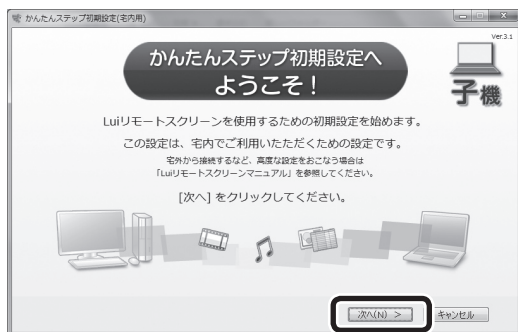 かんたんステップ初期設定(宅内用)
Ver.3.1
かんたんステップ初期設定へ
ようこそ！
子機
Luiリモートスクリーンを使用するための初期設定を始めます。
この設定は、宅内でご利用いたただくための設定です。
宅外から接続するなど、高度な設定をおこなう場合は
「Luiリモートスクリーンマニュアル」を参照してください。
[次へ] をクリックしてください。
次へ(N) >
キャンセル